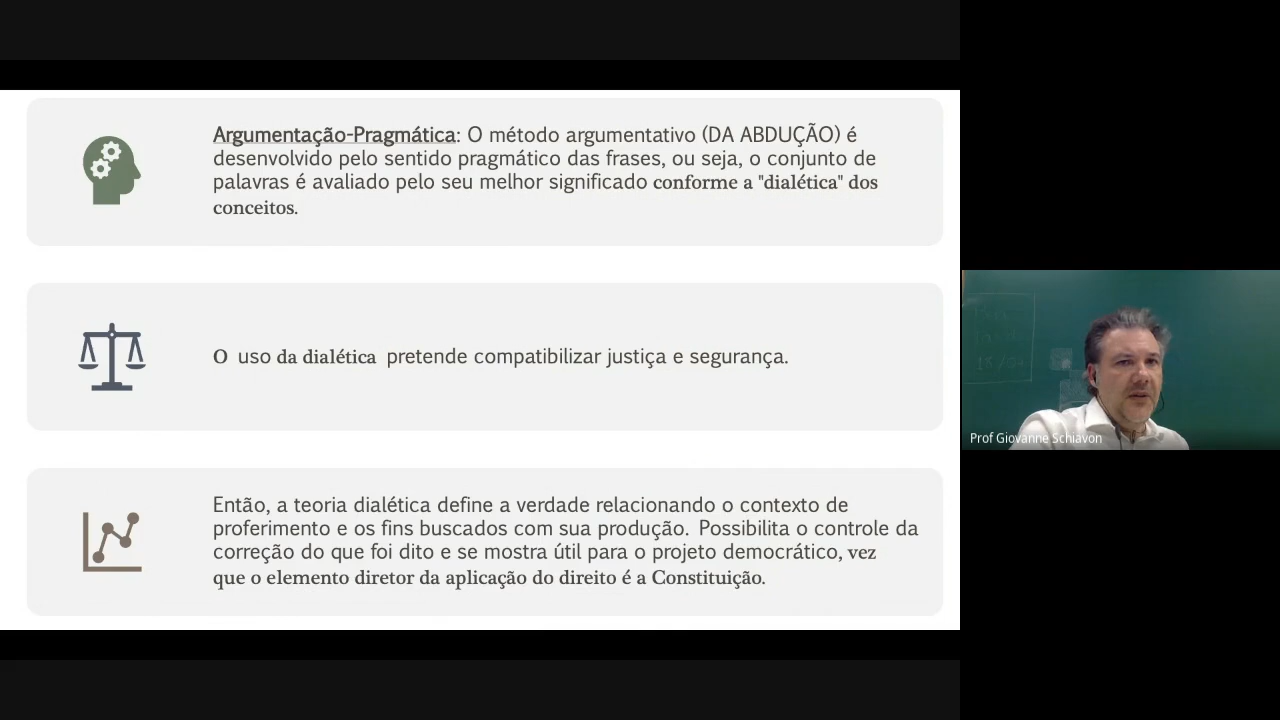 Argumentação-Pragmática: O método argumentativo (DA ABDUÇÃO) é
desenvolvido pelo sentido pragmático das frases, ou seja, o conjunto de
palavras é avaliado pelo seu melhor significado conforme a "dialética" dos
conceitos.
O uso da dialética pretende compatibilizar justiça e segurança.
Então, a teoria dialética define a verdade relacionando o contexto de
proferimento e os fins buscados com sua produção. Possibilita o controle da
correção do que foi dito e se mostra útil para o projeto democrático, vez
que o elemento diretor da aplicação do direito é a Constituição.
Prof Giovanne Schiavon